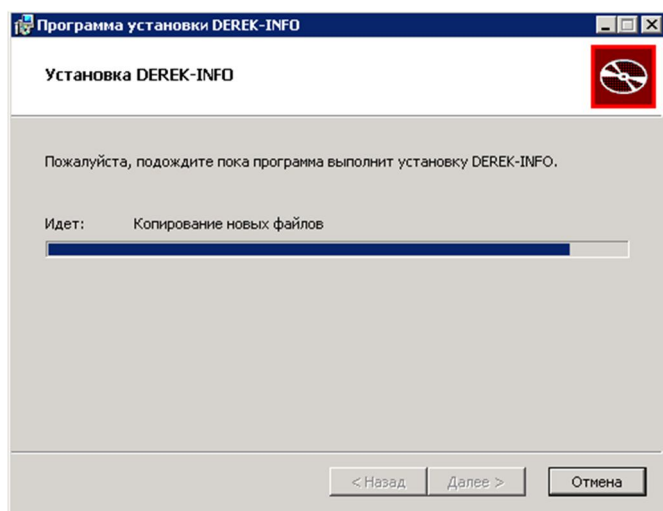 Программа установки DEREK-INFO
Установка DEREK-INFO
Пожалуйста, подождите пока программа выполнит установку DEREK-INFO.
Идет: Копирование новых файлов
< Назад Далее > Отмена